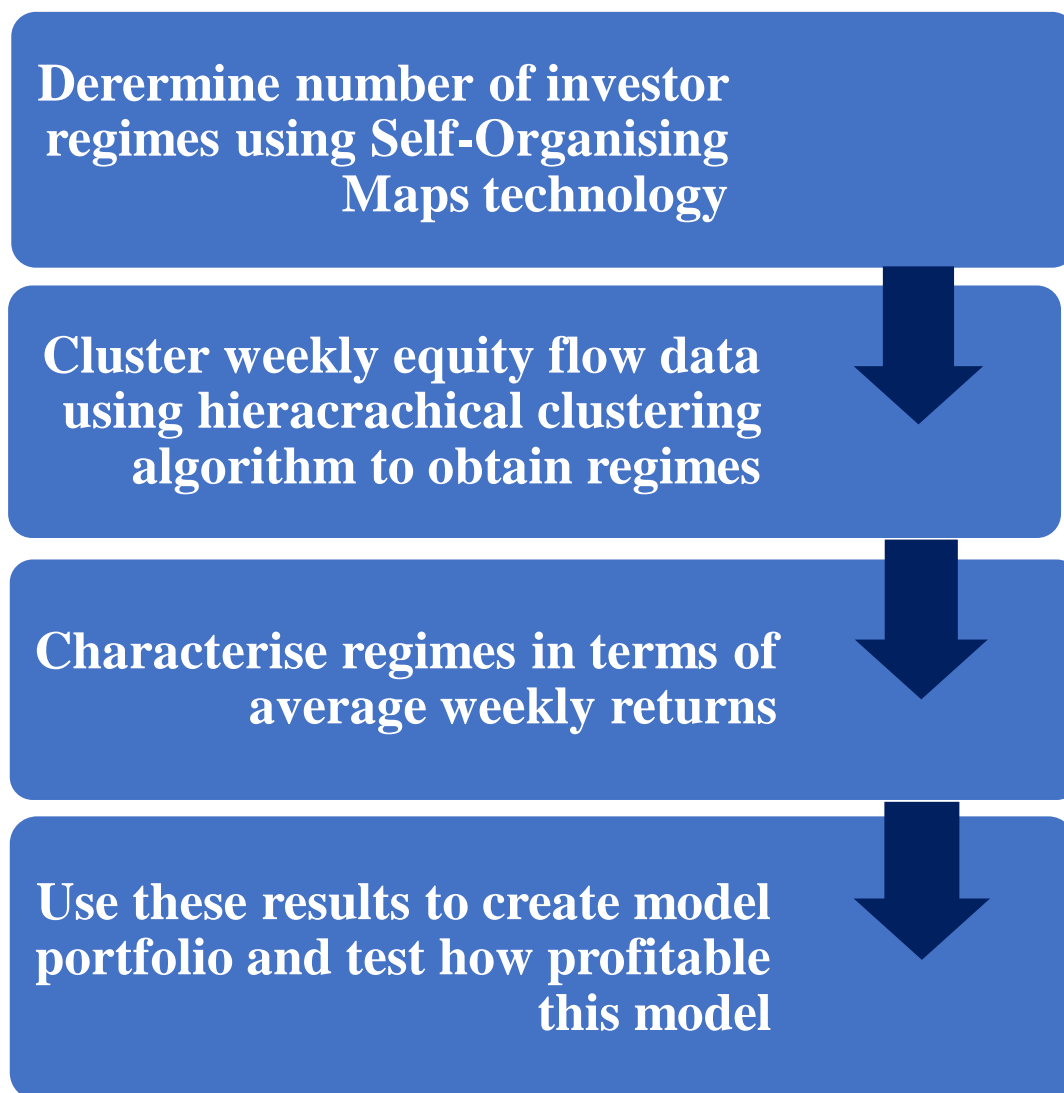 Derermine number of investor
regimes using Self-Organising
Maps technology
Cluster weekly equity flow data
using hieracrachical clustering
algorithm to obtain regimes
Characterise regimes in terms of
average weekly returns
Use these results to create model
portfolio and test how profitable
this model